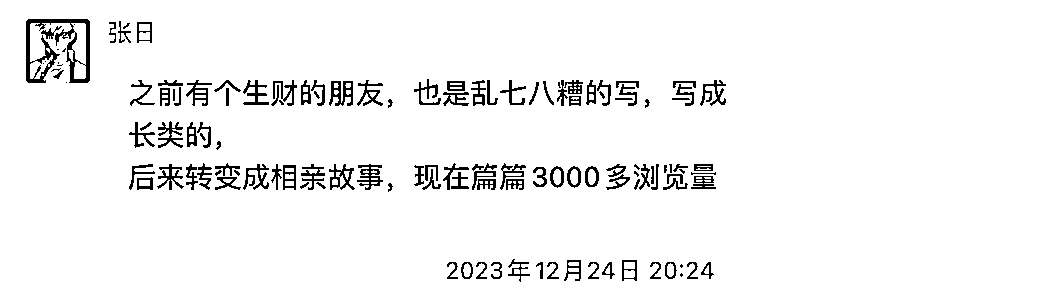 张日
之前有个生财的朋友，也是乱七八糟的写，写成
长类的，
后来转变成相亲故事，现在篇篇3000多浏览量
2023年12月24日 20:24